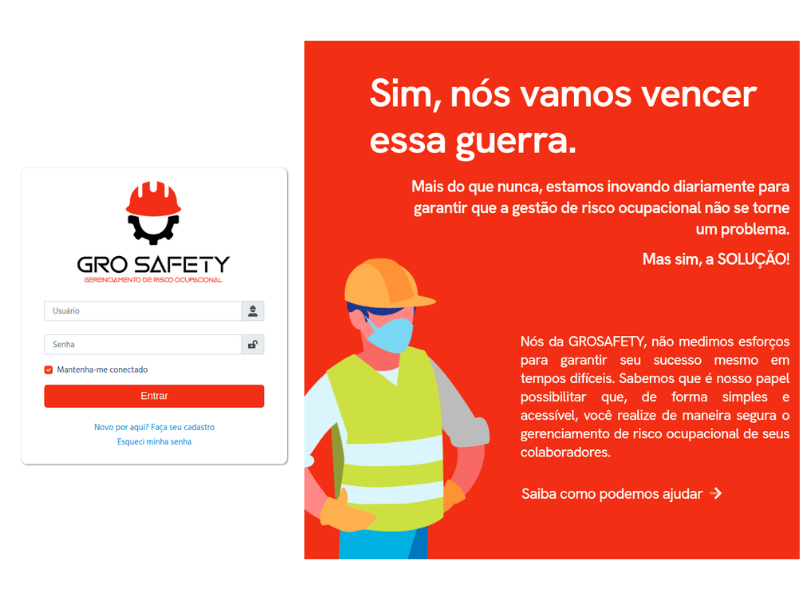 GRO SAFETY
GERENCIAMENTO DE RISCO OCUPACIONAL
Usuário
Senha
Mantenha-me conectado
Entrar
Novo por aqui? Faça seu cadastro
Esqueci minha senha
Sim, nós vamos vencer
essa guerra.
Mais do que nunca, estamos inovando diariamente para
garantir que a gestão de risco ocupacional não se torne
um problema.
Mas sim, a SOLUÇÃO!
Nós da GROSAFETY, não medimos esforços
para garantir seu sucesso mesmo em
tempos difíceis. Sabemos que é nosso papel
possibilitar que, de forma simples e
acessível, você realize de maneira segura o
gerenciamento de risco ocupacional de seus
colaboradores.
Saiba como podemos ajudar →